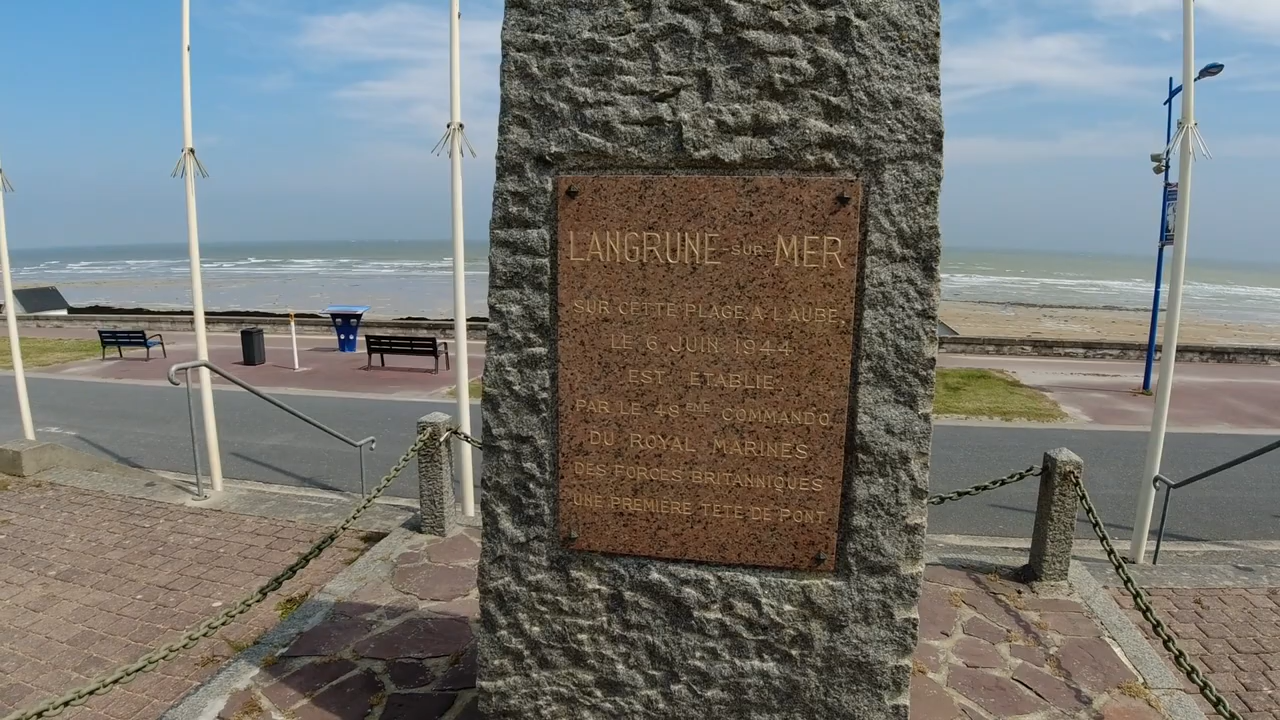 LANGRUNE-SUR-MER
SUR CETTE PLAGE A L'AUBE,
LE 6 JUIN 1944
EST ETABLIE,
PAR LE 48EME COMMANDO
DU ROYAL MARINES
DES FORCES BRITANNIQUES
UNE PREMIERE TETE DE PONT.